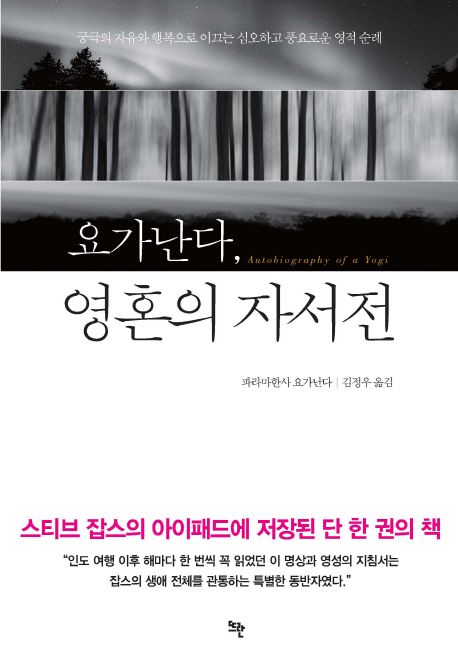 궁극의 자유와 행복으로 이끄는 심오하고 풍요로운 영적 순례
요가난다,
Autobiography of a Yogi
영혼의 자서전
파라마한사 요가난다 | 김정우 옮김
스티브 잡스의 아이패드에 저장된 단 한 권의 책
“인도 여행 이후 해마다 한 번씩 꼭 읽었던 이 명상과 영성의 지침서는
잡스의 생애 전체를 관통하는 특별한 동반자였다.”
뜨란